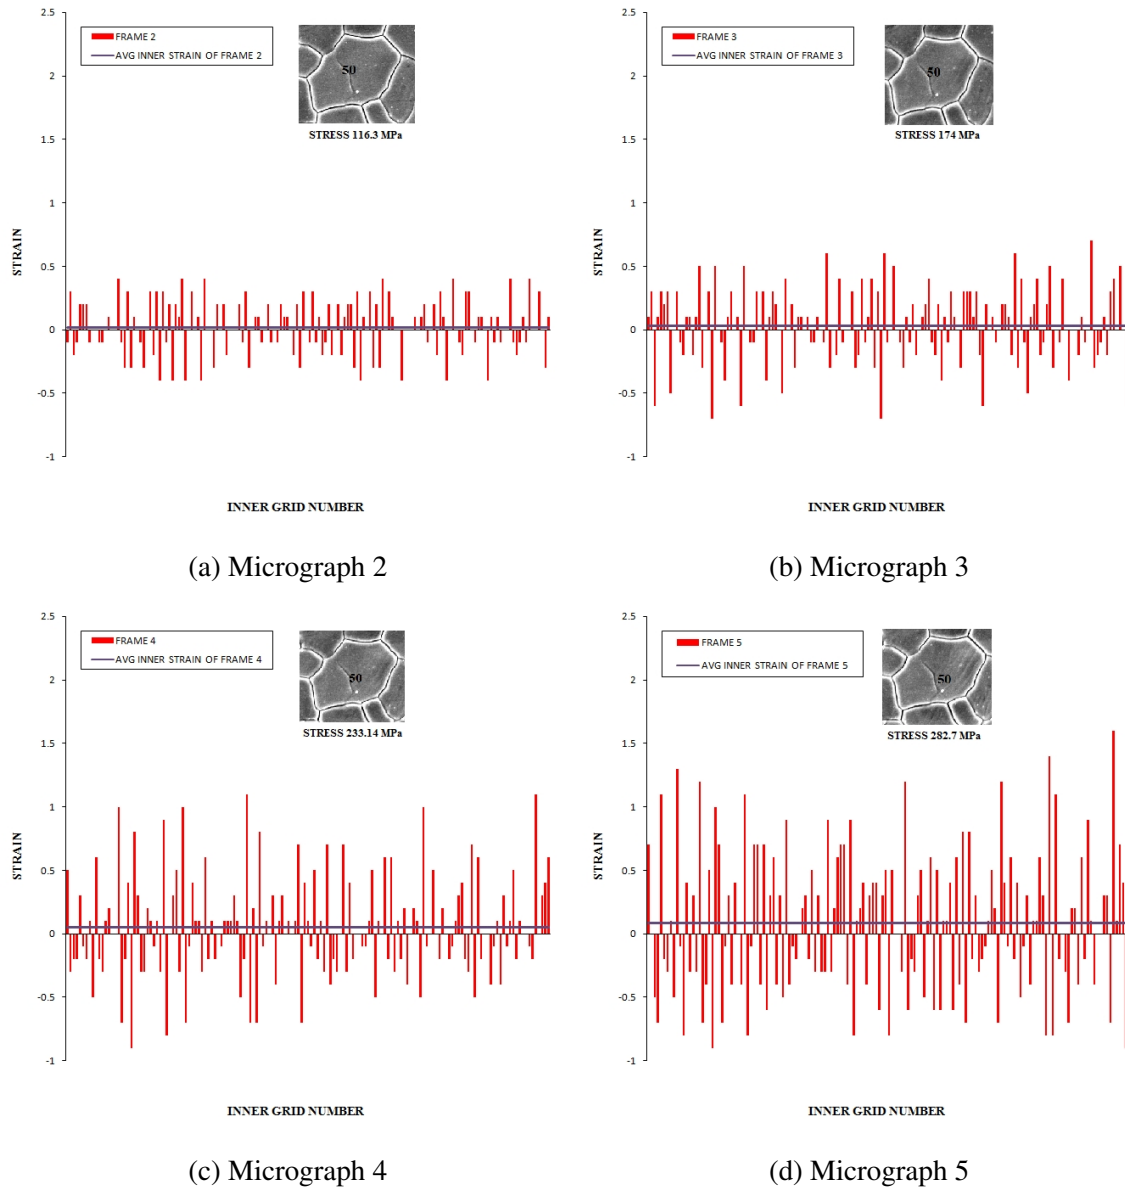 2.5
2
1.5
1
0.5
0
-0.5
-1
STRAIN
FRAME 2
AVG INNER STRAIN OF FRAME 2
50
STRESS 116.3 MPa
INNER GRID NUMBER
(a) Micrograph 2
2.5
2
1.5
1
0.5
0
-0.5
-1
STRAIN
FRAME 3
AVG INNER STRAIN OF FRAME 3
50
STRESS 174 MPa
INNER GRID NUMBER
(b) Micrograph 3
2.5
2
1.5
1
0.5
0
-0.5
-1
STRAIN
FRAME 4
AVG INNER STRAIN OF FRAME 4
50
STRESS 233.14 MPa
INNER GRID NUMBER
(c) Micrograph 4
2.5
2
1.5
1
0.5
0
-0.5
-1
STRAIN
FRAME 5
AVG INNER STRAIN OF FRAME 5
50
STRESS 282.7 MPa
INNER GRID NUMBER
(d) Micrograph 5